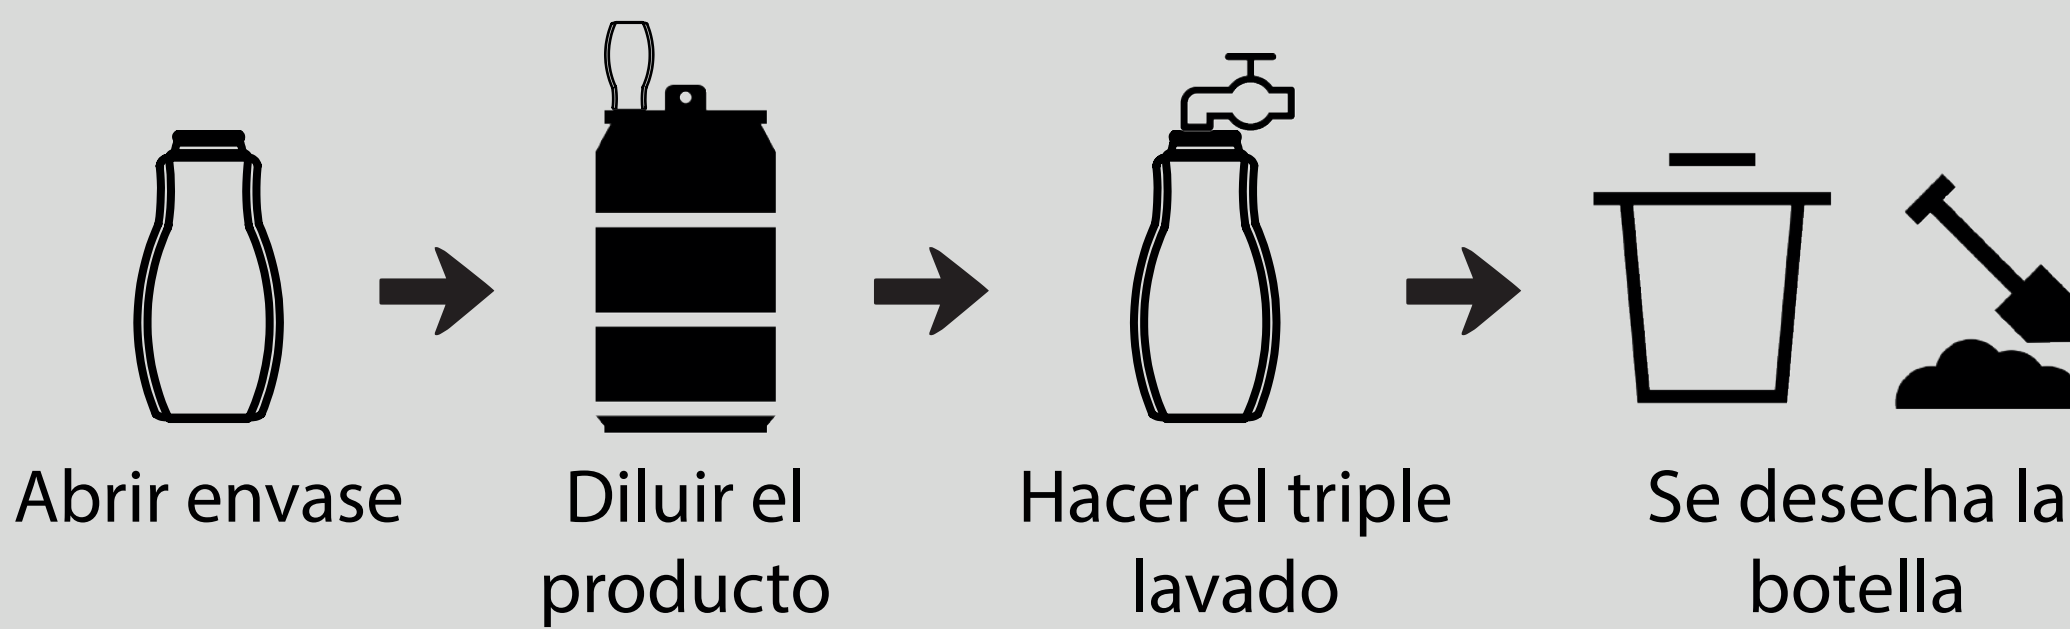 Abrir envase
Diluir el
producto
Hacer el triple
lavado
Se desecha la
botella